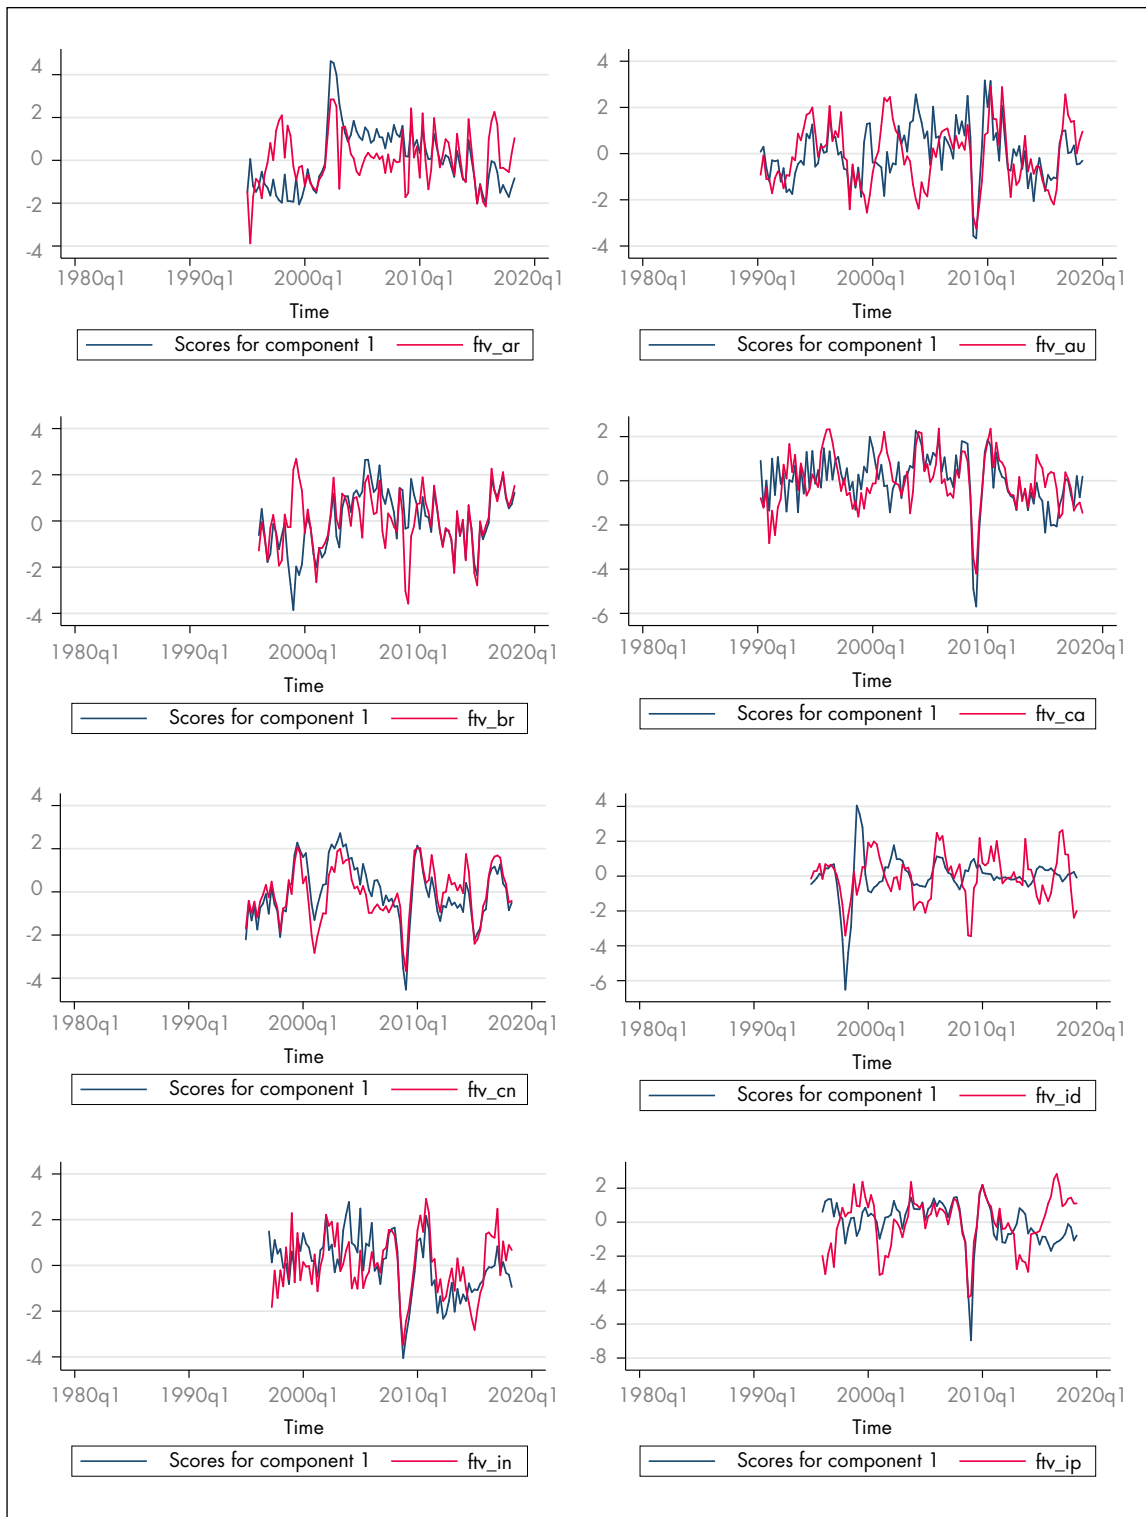 4
2
0
-2
-4
1980q1 1990q1 2000q1 2010q1 2020q1
Time
Scores for component 1 ftv_ar
4
2
0
-2
-4
1980q1 1990q1 2000q1 2010q1 2020q1
Time
Scores for component 1 ftv_au
4
2
0
-2
-4
1980q1 1990q1 2000q1 2010q1 2020q1
Time
Scores for component 1 ftv_br
2
0
-2
-4
-6
1980q1 1990q1 2000q1 2010q1 2020q1
Time
Scores for component 1 ftv_ca
4
2
0
-2
-4
1980q1 1990q1 2000q1 2010q1 2020q1
Time
Scores for component 1 ftv_cn
4
2
0
-2
-4
-6
1980q1 1990q1 2000q1 2010q1 2020q1
Time
Scores for component 1 ftv_id
4
2
0
-2
-4
1980q1 1990q1 2000q1 2010q1 2020q1
Time
Scores for component 1 ftv_in
2
0
-2
-4
-6
-8
1980q1 1990q1 2000q1 2010q1 2020q1
Time
Scores for component 1 ftv_ip